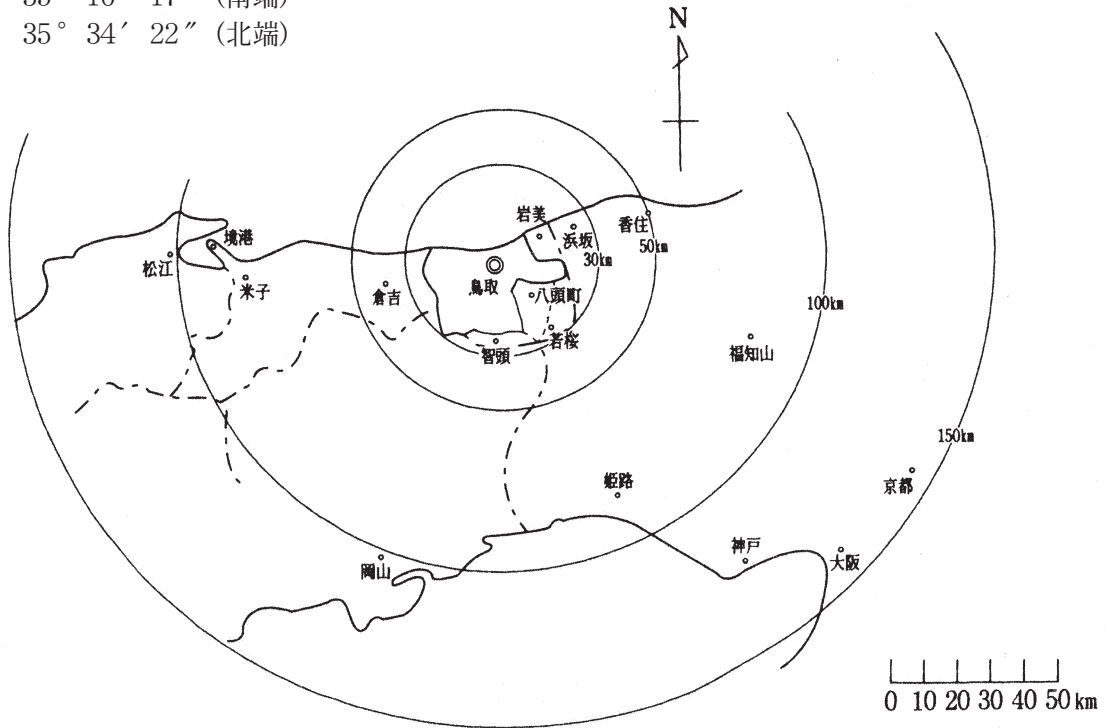 35° 34′ 22″ (北端)
N
岩美
香住
境港
浜坂
50㎞
松江
30㎞
鳥取
米子
倉吉
八頭町
100㎞
若桜
智頭
福知山
150㎞
姫路
京都
神戸
大阪
岡山
0 10 20 30 40 50㎞